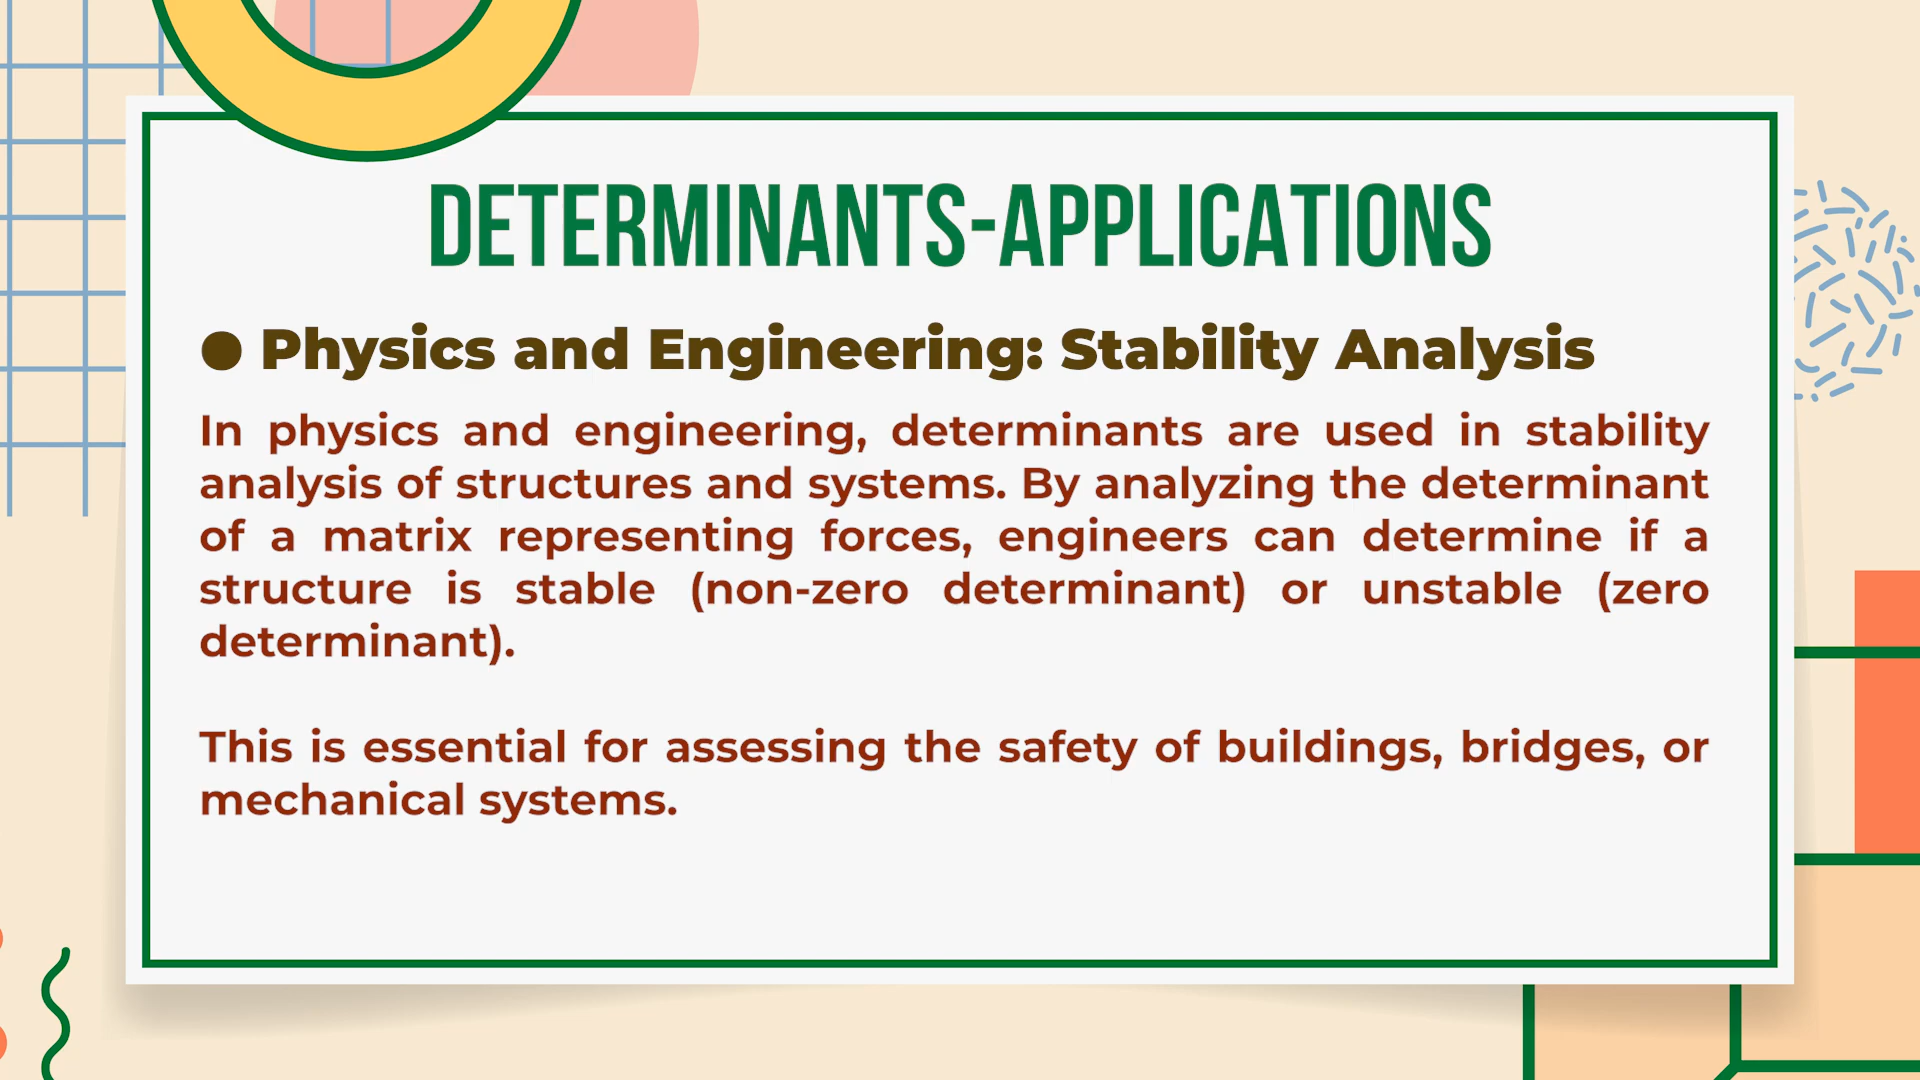 DETERMINANTS-APPLICATIONS
● Physics and Engineering: Stability Analysis
In physics and engineering, determinants are used in stability
analysis of structures and systems. By analyzing the determinant
of a matrix representing forces, engineers can determine if a
structure is stable (non-zero determinant) or unstable (zero
determinant).
This is essential for assessing the safety of buildings, bridges, or
mechanical systems.